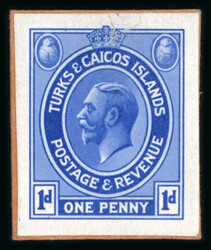 TURKS & CAICOS ISLANDS
POSTAGE & REVENUE
1d ONE PENNY 1d